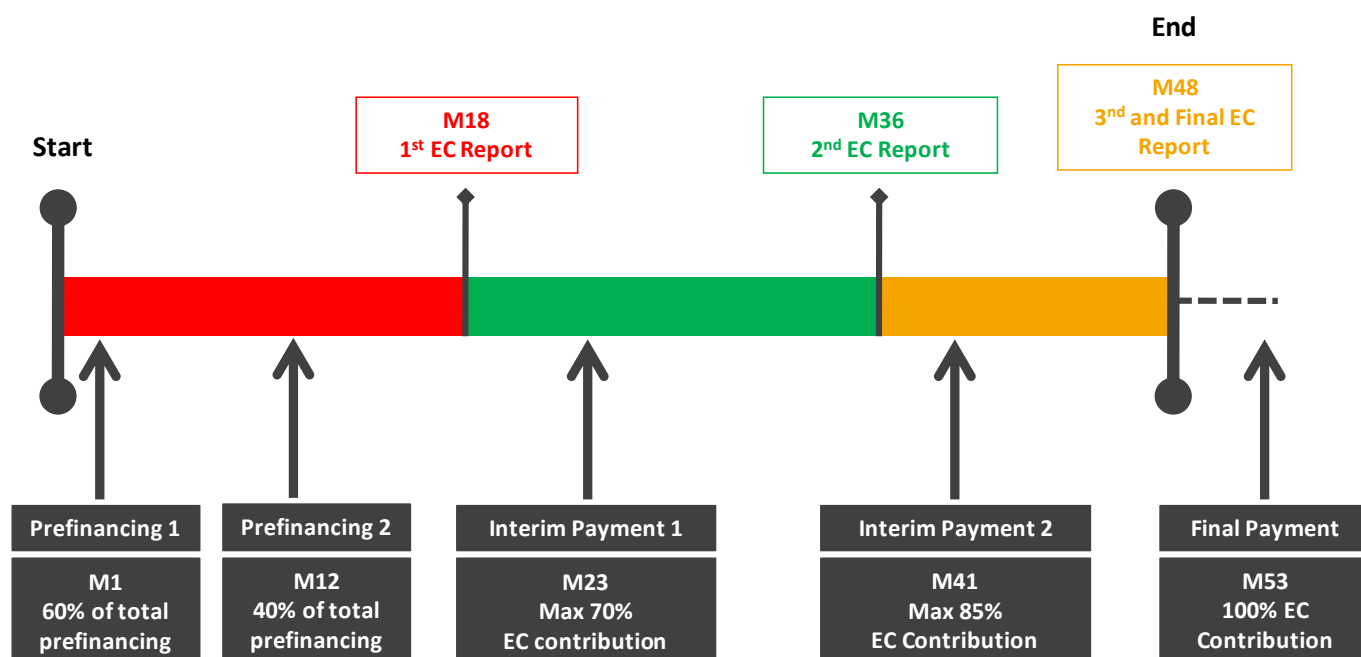 Start
End
M18
1st EC Report
M36
2nd EC Report
M48
3nd and Final EC
Report
Prefinancing 1
M1
60% of total
prefinancing
Prefinancing 2
M12
40% of total
prefinancing
Interim Payment 1
M23
Max 70%
EC contribution
Interim Payment 2
M41
Max 85%
EC Contribution
Final Payment
M53
100% EC
Contribution